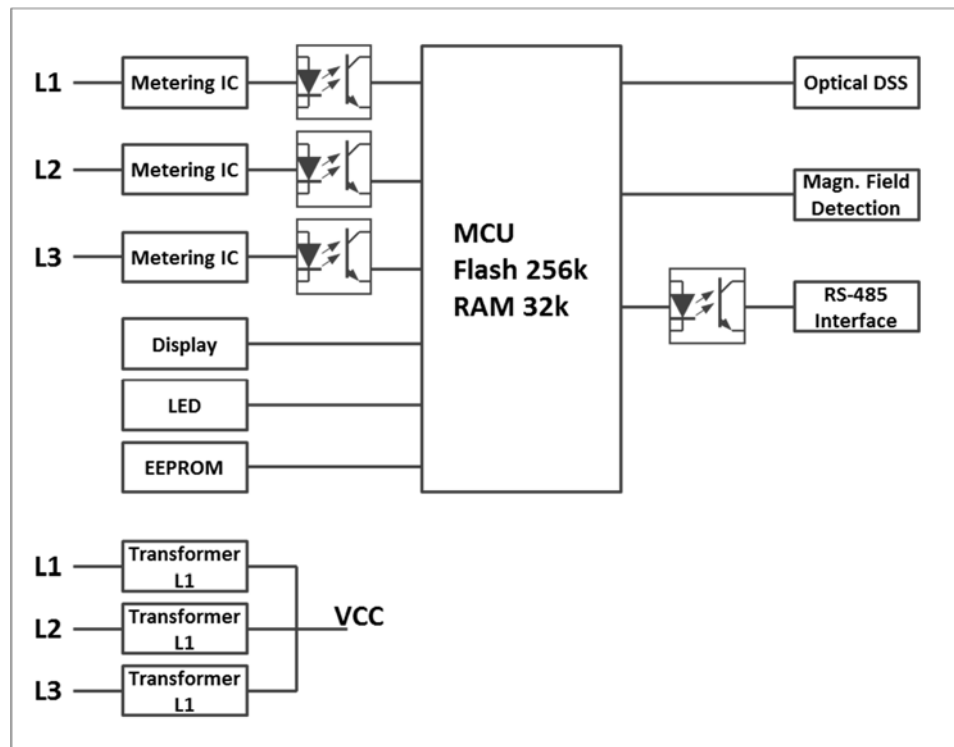 L1
Metering IC
L2
Metering IC
L3
Metering IC
Display
LED
EEPROM
MCU
Flash 256k
RAM 32k
Optical DSS
Magn. Field
Detection
RS-485
Interface
L1
Transformer
L1
L2
Transformer
L1
L3
Transformer
L1
VCC